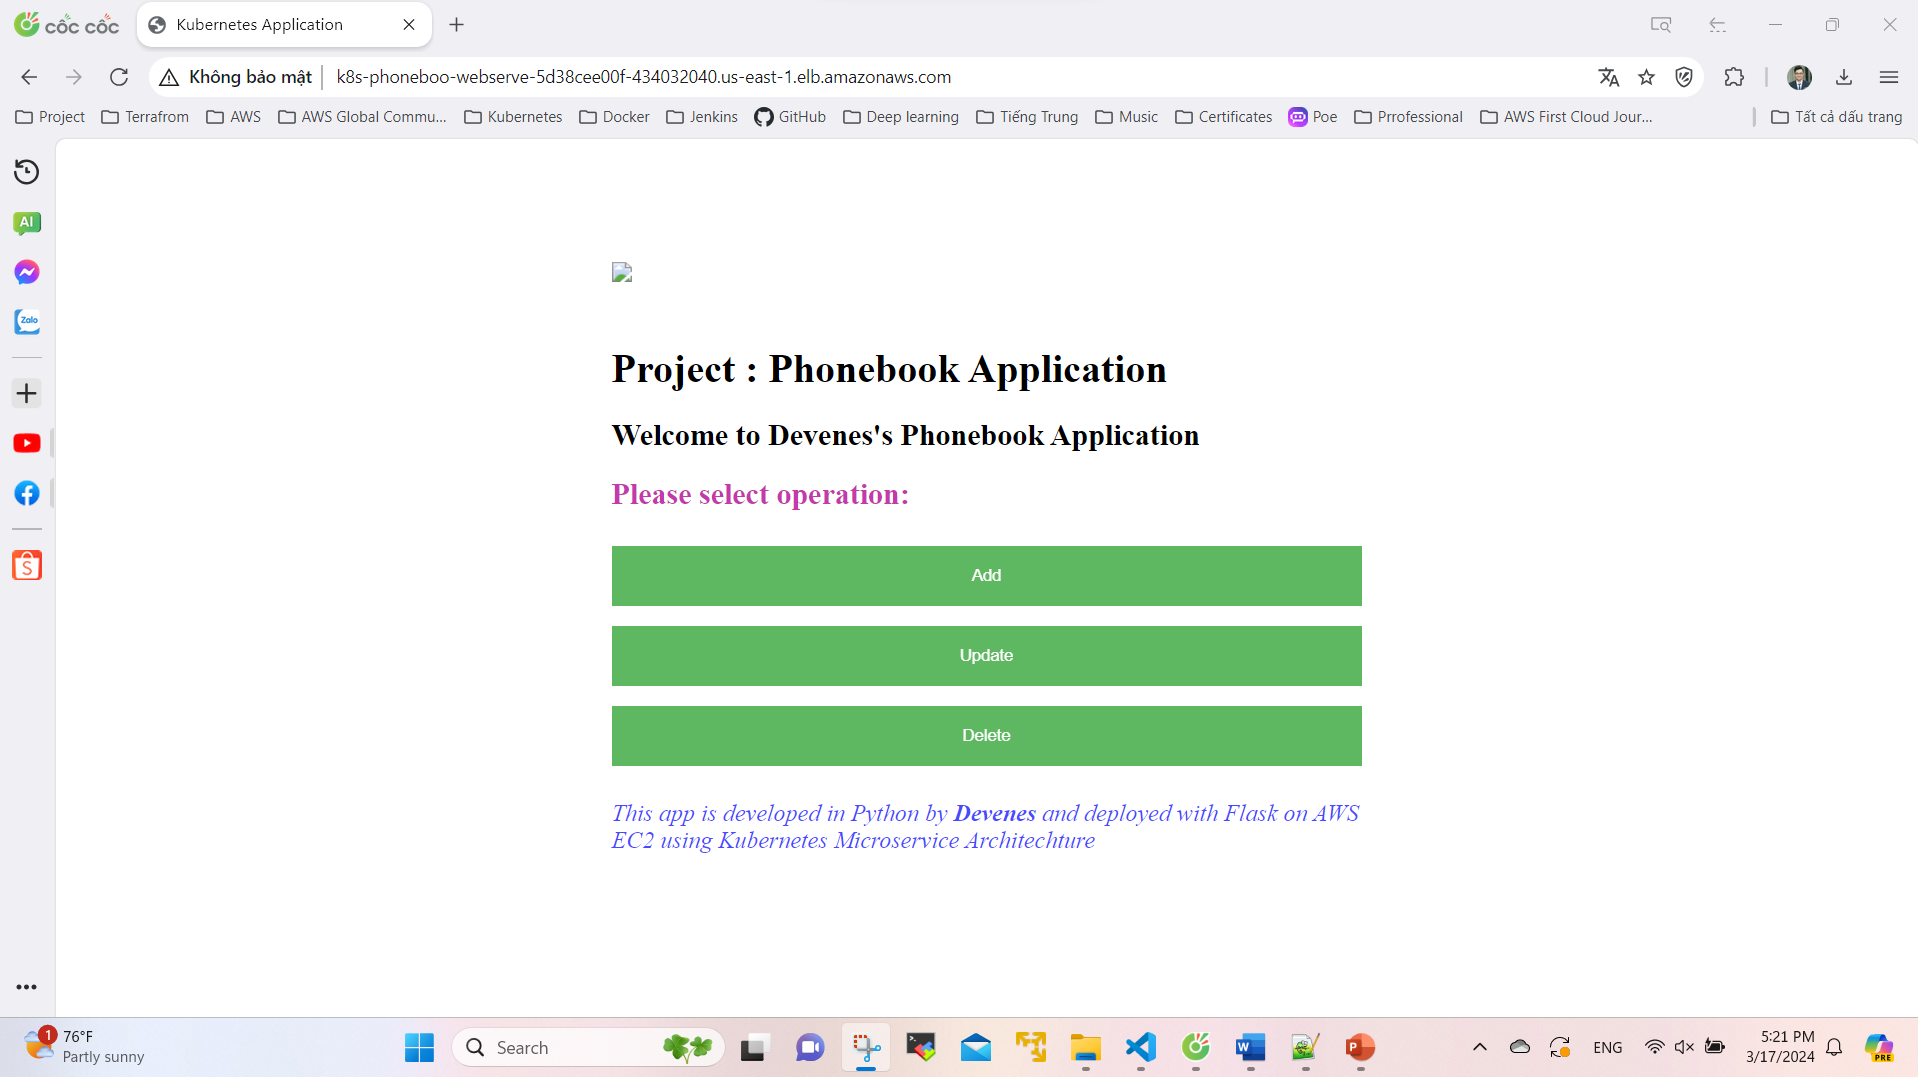 cốc cốc
Kubernetes Application
Không bảo mật
k8s-phoneboo-webserve-5d38cee00f-434032040.us-east-1.elb.amazonaws.com
Project
Terrafrom
AWS
AWS Global Commu...
Kubernetes
Docker
Jenkins
GitHub
Deep learning
Tiếng Trung
Music
Certificates
Poe
Prrofessional
AWS First Cloud Jour...
Tất cả dấu trang
AI
Zalo
Project : Phonebook Application
Welcome to Devenes's Phonebook Application
Please select operation:
Add
Update
Delete
This app is developed in Python by Devenes and deployed with Flask on AWS
EC2 using Kubernetes Microservice Architechture
1
76°F
Partly sunny
Search
ENG
5:21 PM
3/17/2024
PRE